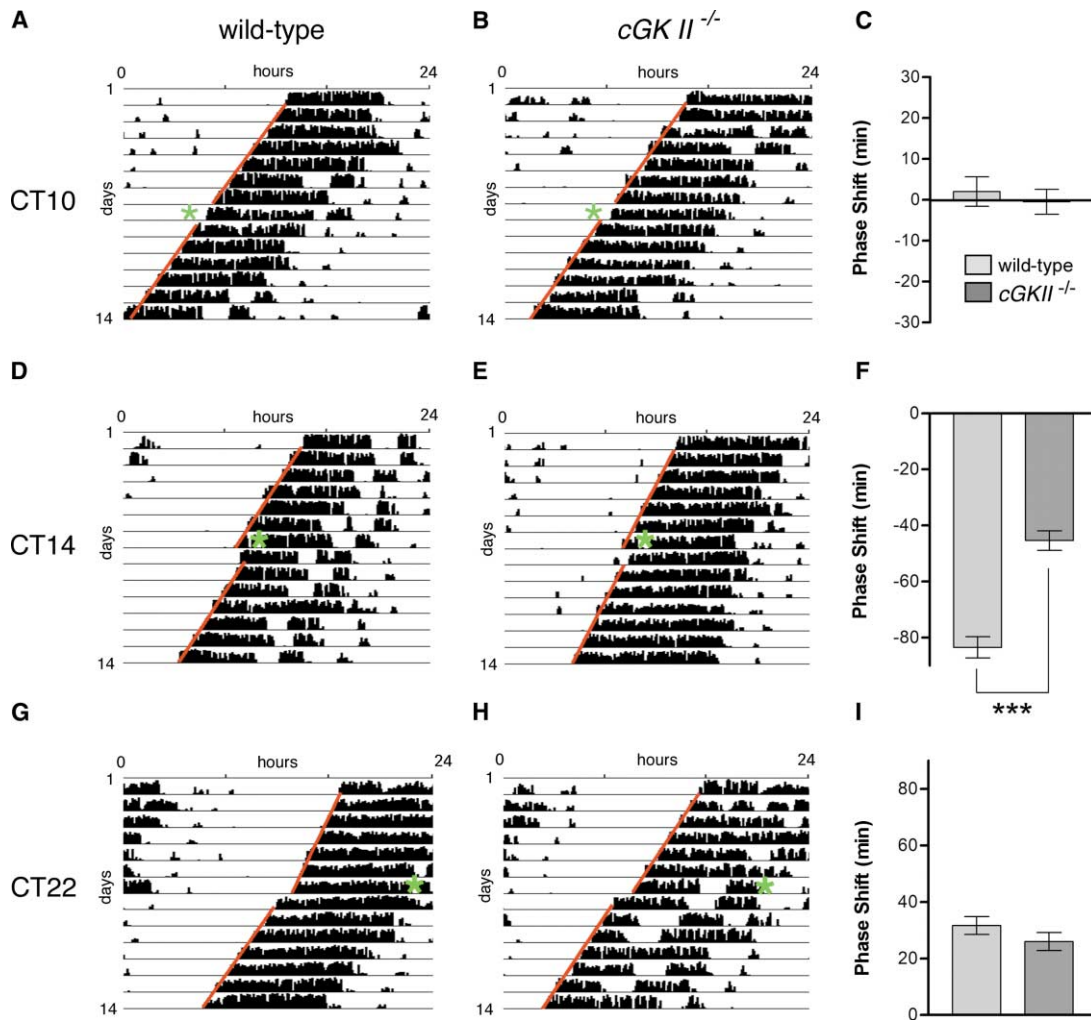 A wild-type B cGK II -/- C
0 hours 24
1
days
14
CT10
0 hours 24
1
days
14
Phase Shift (min)
30
20
10
0
-10
-20
-30
wild-type
cGKII -/-
D E F
0 hours 24
1
days
14
CT14
*
0 hours 24
1
days
14
*
Phase Shift (min)
0
-20
-40
-60
-80
***
G H I
0 hours 24
1
days
14
CT22
*
0 hours 24
1
days
14
*
Phase Shift (min)
80
60
40
20
0